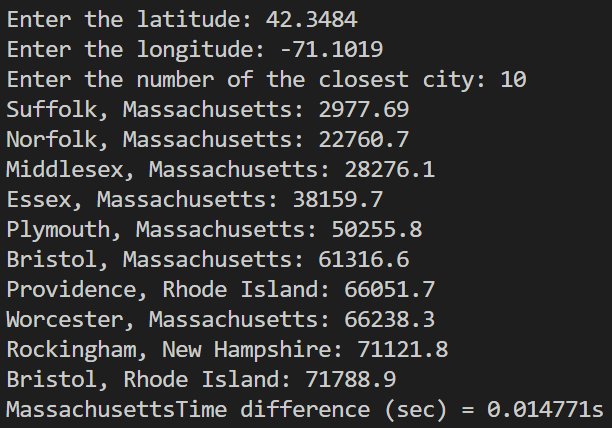 Enter the latitude: 42.3484
Enter the longitude: -71.1019
Enter the number of the closest city: 10
Suffolk, Massachusetts: 2977.69
Norfolk, Massachusetts: 22760.7
Middlesex, Massachusetts: 28276.1
Essex, Massachusetts: 38159.7
Plymouth, Massachusetts: 50255.8
Bristol, Massachusetts: 61316.6
Providence, Rhode Island: 66051.7
Worcester, Massachusetts: 66238.3
Rockingham, New Hampshire: 71121.8
Bristol, Rhode Island: 71788.9
MassachusettsTime difference (sec) = 0.014771s